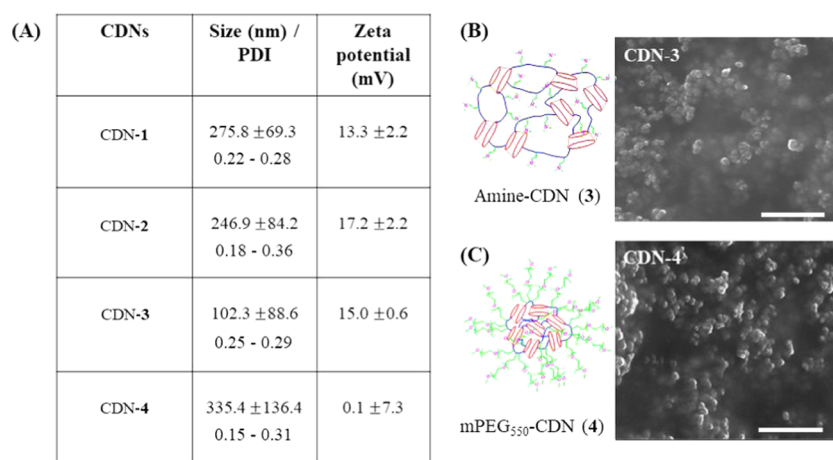 (A)
CDNs Size (nm) / PDI Zeta potential (mV)
CDN-1 275.8 ±69.3 13.3 ±2.2
0.22 - 0.28
CDN-2 246.9 ±84.2 17.2 ±2.2
0.18 - 0.36
CDN-3 102.3 ±88.6 15.0 ±0.6
0.25 - 0.29
CDN-4 335.4 ±136.4 0.1 ±7.3
0.15 - 0.31
(B)
CDN-3
Amine-CDN (3)
(C)
CDN-4
mPEG₅₅₀-CDN (4)